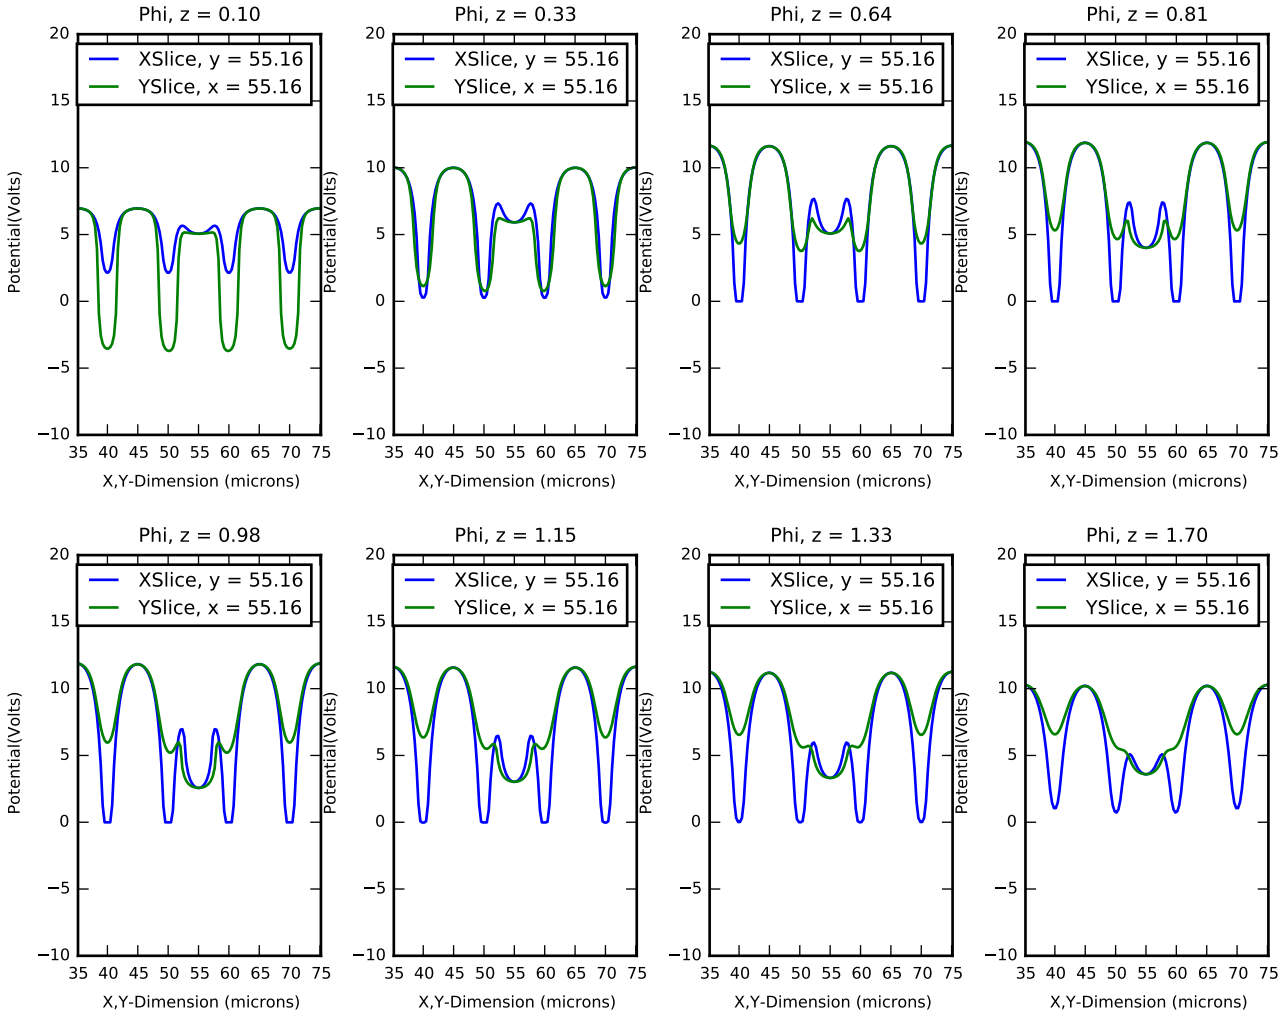 Phi, z = 0.10
20
15
10
5
0
−5
−10
Potential(Volts)
XSlice, y = 55.16
YSlice, x = 55.16
35 40 45 50 55 60 65 70 75
X,Y-Dimension (microns)
Phi, z = 0.33
20
15
10
5
0
−5
−10
Potential(Volts)
XSlice, y = 55.16
YSlice, x = 55.16
35 40 45 50 55 60 65 70 75
X,Y-Dimension (microns)
Phi, z = 0.64
20
15
10
5
0
−5
−10
Potential(Volts)
XSlice, y = 55.16
YSlice, x = 55.16
35 40 45 50 55 60 65 70 75
X,Y-Dimension (microns)
Phi, z = 0.81
20
15
10
5
0
−5
−10
Potential(Volts)
XSlice, y = 55.16
YSlice, x = 55.16
35 40 45 50 55 60 65 70 75
X,Y-Dimension (microns)
Phi, z = 0.98
20
15
10
5
0
−5
−10
Potential(Volts)
XSlice, y = 55.16
YSlice, x = 55.16
35 40 45 50 55 60 65 70 75
X,Y-Dimension (microns)
Phi, z = 1.15
20
15
10
5
0
−5
−10
Potential(Volts)
XSlice, y = 55.16
YSlice, x = 55.16
35 40 45 50 55 60 65 70 75
X,Y-Dimension (microns)
Phi, z = 1.33
20
15
10
5
0
−5
−10
Potential(Volts)
XSlice, y = 55.16
YSlice, x = 55.16
35 40 45 50 55 60 65 70 75
X,Y-Dimension (microns)
Phi, z = 1.70
20
15
10
5
0
−5
−10
Potential(Volts)
XSlice, y = 55.16
YSlice, x = 55.16
35 40 45 50 55 60 65 70 75
X,Y-Dimension (microns)